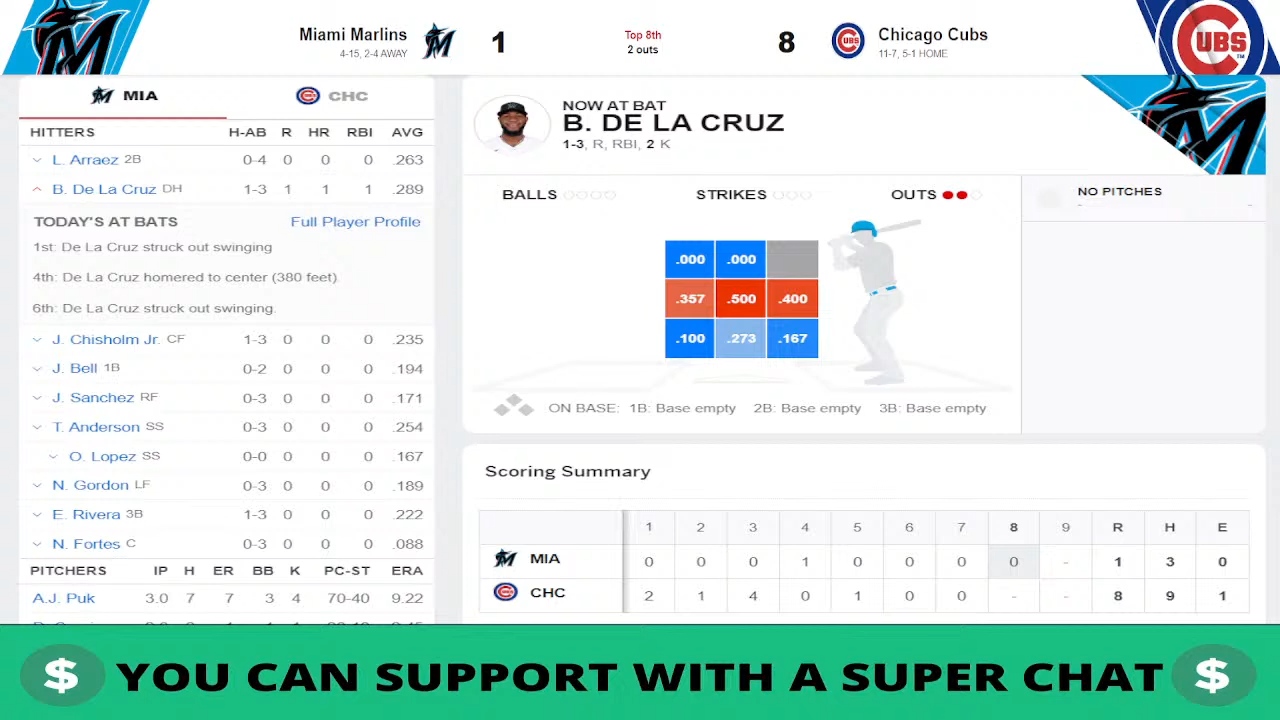 Miami Marlins
4-15, 2-4 AWAY
1
Top 8th
2 outs
8
Chicago Cubs
11-7, 5-1 HOME
UBS
MIA
CHC
HITTERS H-AB R HR RBI AVG
L. Arraez 2B 0-4 0 0 0 .263
B. De La Cruz DH 1-3 1 1 1 .289
TODAY'S AT BATS Full Player Profile
1st: De La Cruz struck out swinging
4th: De La Cruz homered to center (380 feet).
6th: De La Cruz struck out swinging.
J. Chisholm Jr. CF 1-3 0 0 0 .235
J. Bell 1B 0-2 0 0 0 .194
J. Sanchez RF 0-3 0 0 0 .171
T. Anderson SS 0-3 0 0 0 .254
O. Lopez SS 0-0 0 0 0 .167
N. Gordon LF 0-3 0 0 0 .189
E. Rivera 3B 1-3 0 0 0 .222
N. Fortes C 0-3 0 0 0 .088
PITCHERS IP H ER BB K PC-ST ERA
A.J. Puk 3.0 7 7 3 4 70-40 9.22
NOW AT BAT
B. DE LA CRUZ
1-3, R, RBI, 2 K
BALLS STRIKES OUTS
.000 .000
.357 .500 .400
.100 .273 .167
ON BASE: 1B: Base empty 2B: Base empty 3B: Base empty
NO PITCHES
- -
Scoring Summary
1 2 3 4 5 6 7 8 9 R H E
MIA 0 0 0 1 0 0 0 0 - 1 3 0
CHC 2 1 4 0 1 0 0 - - 8 9 1
$ YOU CAN SUPPORT WITH A SUPER CHAT $